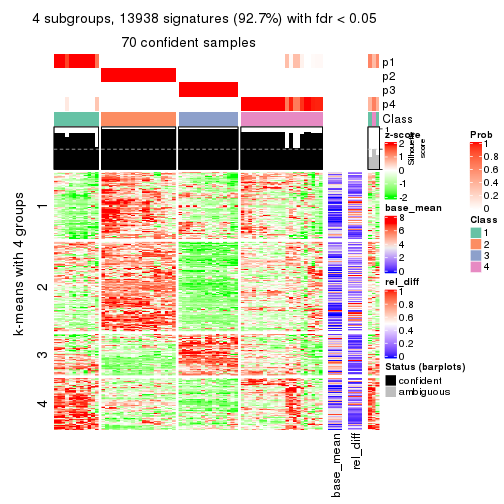 4 subgroups, 13938 signatures (92.7%) with fdr < 0.05
70 confident samples
p1
p2
p3
p4
Class
1
Silhouette
score
z-score
2
1
0
-1
-2
base_mean
8
6
4
2
0
rel_diff
1
0.8
0.6
0.4
0.2
0
Status (barplots)
confident
ambiguous
Prob
1
0.8
0.6
0.4
0.2
0
Class
1
2
3
4
k-means with 4 groups
1
2
3
4
base_mean
rel_diff